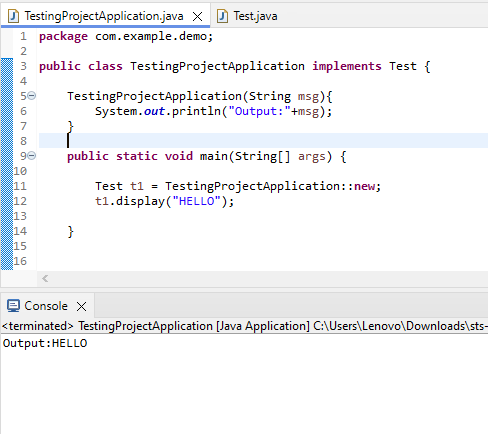 TestingProjectApplication.java Test.java
1 package com.example.demo;
2
3 public class TestingProjectApplication implements Test {
4
5 TestingProjectApplication(String msg){
6 System.out.println("Output:"+msg);
7 }
8
9 public static void main(String[] args) {
10
11 Test t1 = TestingProjectApplication::new;
12 t1.display("HELLO");
13
14 }
15
16
Console
<terminated> TestingProjectApplication [Java Application] C:\Users\Lenovo\Downloads\sts-
Output:HELLO